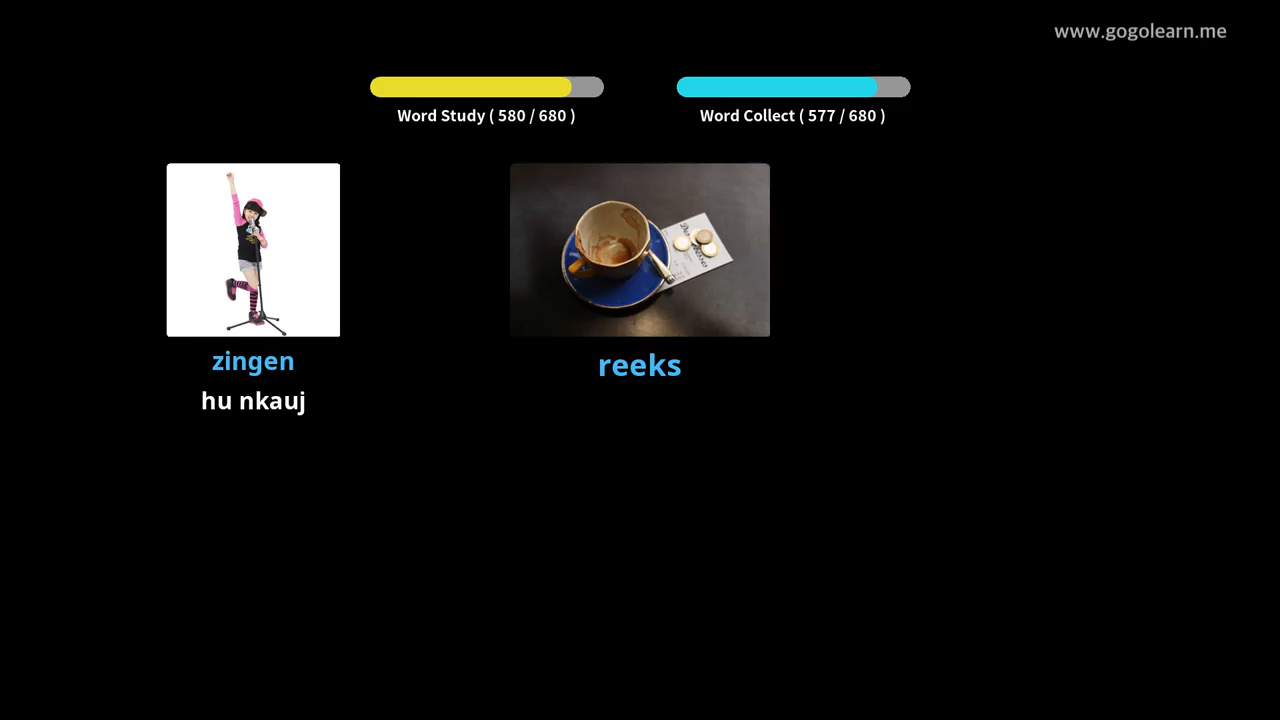 www.gogolearn.me
Word Study ( 580 / 680 )
Word Collect ( 577 / 680 )
zingen
hu nkauj
reeks